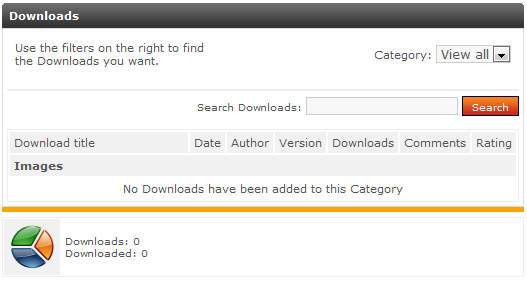 Downloads
Use the filters on the right to find
the Downloads you want.
Category: View all
Search Downloads: Search
Download title Date Author Version Downloads Comments Rating
Images
No Downloads have been added to this Category
Downloads: 0
Downloaded: 0